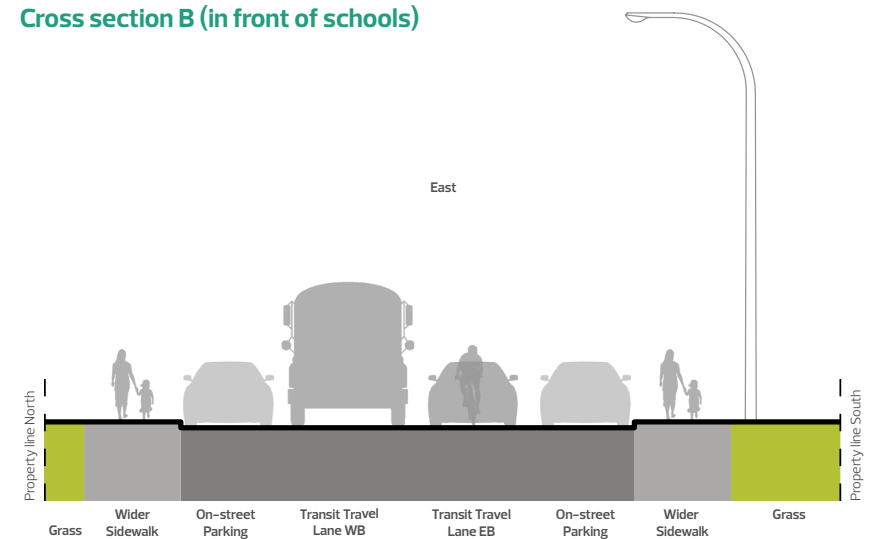 Cross section B (in front of schools)
East
Property line North
Property line South
Grass
Wider
Sidewalk
On-street
Parking
Transit Travel
Lane WB
Transit Travel
Lane EB
On-street
Parking
Wider
Sidewalk
Grass